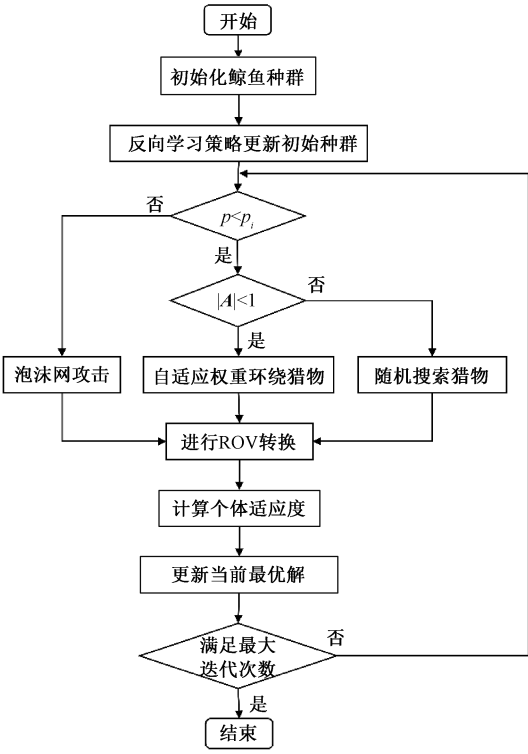 开始
初始化鲸鱼种群
反向学习策略更新初始种群
否
p<pi
是
否
|A|<1
是
泡沫网攻击
自适应权重环绕猎物
随机搜索猎物
进行ROV转换
计算个体适应度
更新当前最优解
否
满足最大
迭代次数
是
结束